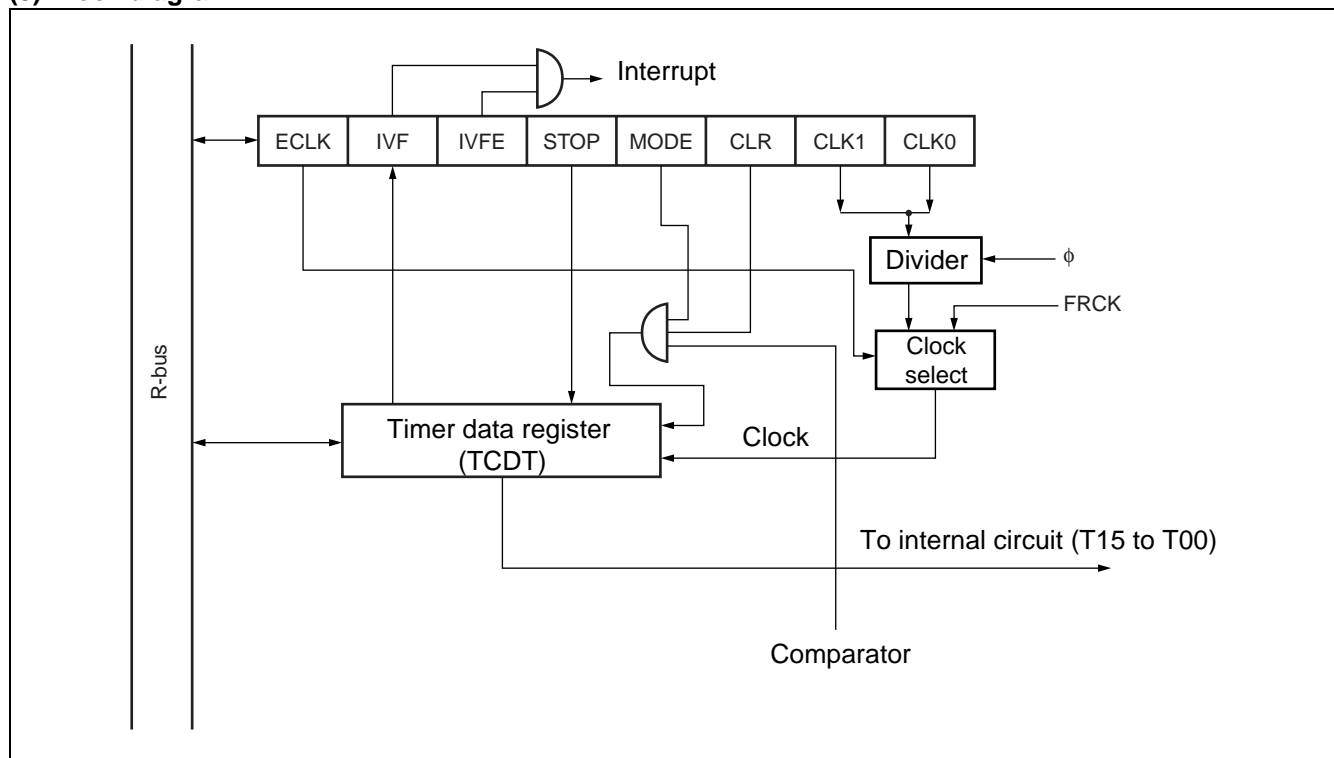 Interrupt
ECLK IVF IVFE STOP MODE CLR CLK1 CLK0
Divider
ϕ
FRCK
Clock
select
R-bus
Timer data register
(TCDT)
Clock
To internal circuit (T15 to T00)
Comparator